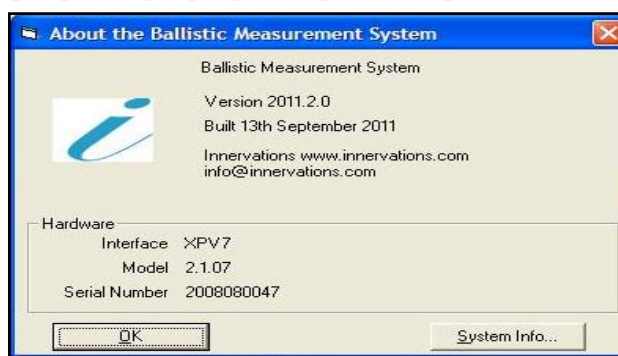 About the Ballistic Measurement System
Ballistic Measurement System
Version 2011.2.0
Built 13th September 2011
Innervations www.innervations.com
info@innervations.com
Hardware
Interface XPV7
Model 2.1.07
Serial Number 2008080047
OK
System Info...